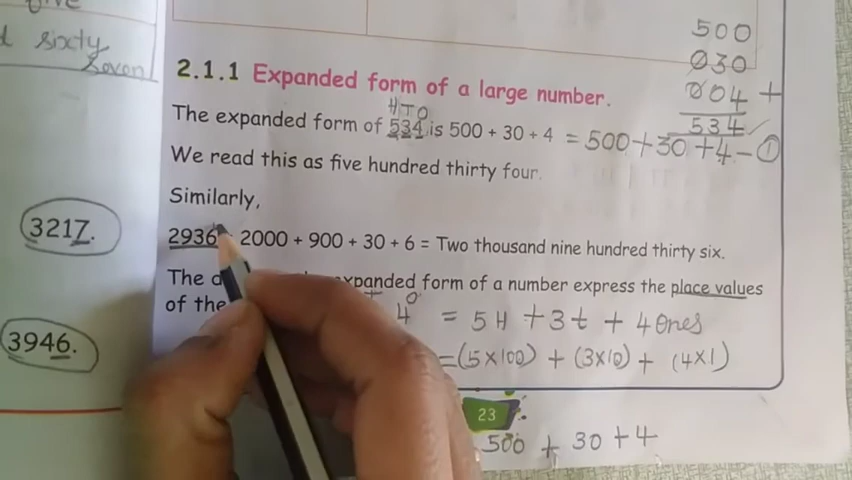 sixty
seven
500
030
004 +
534 ✓
2.1.1 Expanded form of a large number.
H T O
The expanded form of 534 is 500 + 30 + 4 = 500 + 30 + 4 - ①
We read this as five hundred thirty four.
Similarly,
3217.
2936 2000 + 900 + 30 + 6 = Two thousand nine hundred thirty six.
The expanded form of a number express the place values
of the
4 = 5 H + 3 t + 4 Ones
3946.
= (5×100) + (3×10) + (4×1)
23
500 + 30 + 4